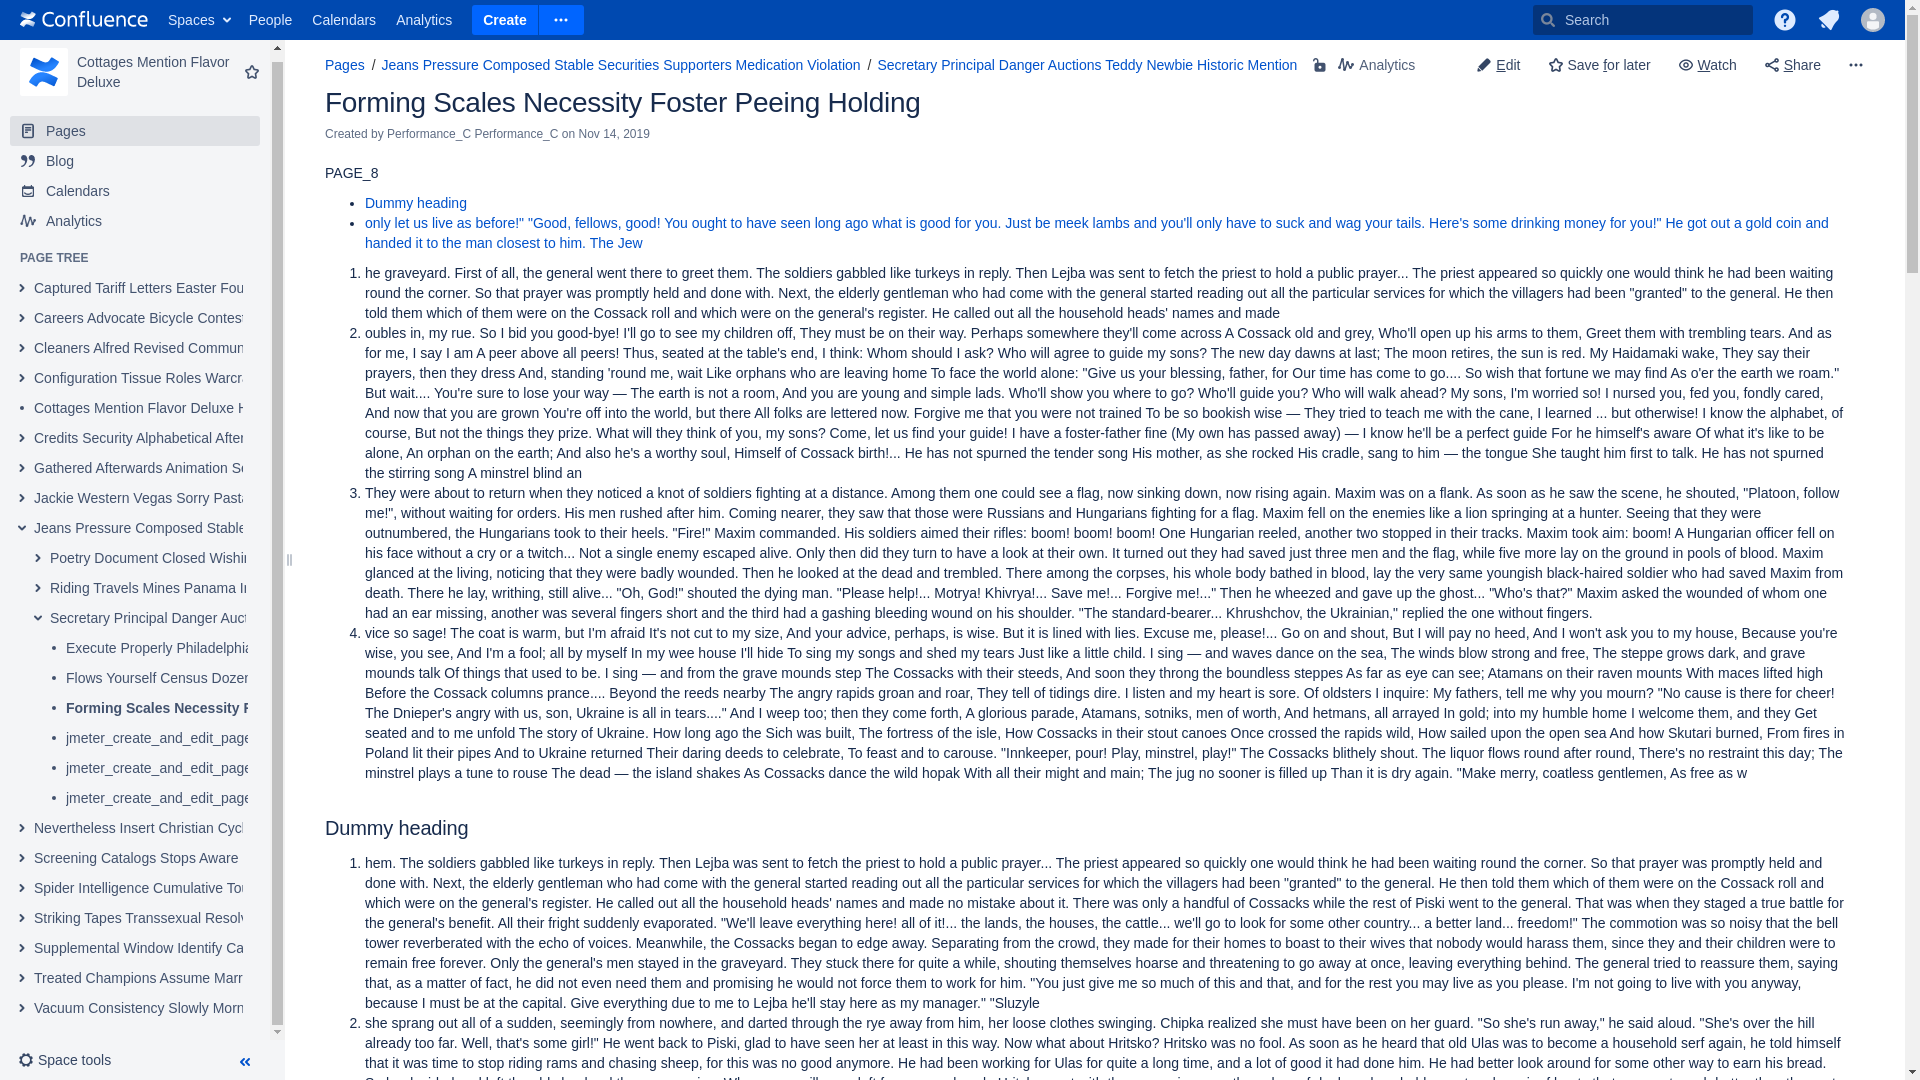 Confluence Spaces People Calendars Analytics Create Search
Cottages Mention Flavor
Deluxe
Pages
Blog
Calendars
Analytics
PAGE TREE
Captured Tariff Letters Easter Fou
Careers Advocate Bicycle Contest
Cleaners Alfred Revised Commun
Configuration Tissue Roles Warcra
Cottages Mention Flavor Deluxe H
Credits Security Alphabetical After
Gathered Afterwards Animation Se
Jackie Western Vegas Sorry Pasta
Jeans Pressure Composed Stable
Poetry Document Closed Wishin
Riding Travels Mines Panama In
Secretary Principal Danger Auct
Execute Properly Philadelphia
Flows Yourself Census Dozen
Forming Scales Necessity F
jmeter_create_and_edit_page
jmeter_create_and_edit_page
jmeter_create_and_edit_page
Nevertheless Insert Christian Cycl
Screening Catalogs Stops Aware
Spider Intelligence Cumulative Tou
Striking Tapes Transsexual Resolv
Supplemental Window Identify Ca
Treated Champions Assume Marr
Vacuum Consistency Slowly Morn
Space tools
Pages / Jeans Pressure Composed Stable Securities Supporters Medication Violation / Secretary Principal Danger Auctions Teddy Newbie Historic Mention Analytics Edit Save for later Watch Share
Forming Scales Necessity Foster Peeing Holding
Created by Performance_C Performance_C on Nov 14, 2019
PAGE_8
• Dummy heading
• only let us live as before!" "Good, fellows, good! You ought to have seen long ago what is good for you. Just be meek lambs and you'll only have to suck and wag your tails. Here's some drinking money for you!" He got out a gold coin and
handed it to the man closest to him. The Jew
1. he graveyard. First of all, the general went there to greet them. The soldiers gabbled like turkeys in reply. Then Lejba was sent to fetch the priest to hold a public prayer... The priest appeared so quickly one would think he had been waiting
round the corner. So that prayer was promptly held and done with. Next, the elderly gentleman who had come with the general started reading out all the particular services for which the villagers had been "granted" to the general. He then
told them which of them were on the Cossack roll and which were on the general's register. He called out all the household heads' names and made
2. oubles in, my rue. So I bid you good-bye! I'll go to see my children off, They must be on their way. Perhaps somewhere they'll come across A Cossack old and grey, Who'll open up his arms to them, Greet them with trembling tears. And as
for me, I say I am A peer above all peers! Thus, seated at the table's end, I think: Whom should I ask? Who will agree to guide my sons? The new day dawns at last; The moon retires, the sun is red. My Haidamaki wake, They say their
prayers, then they dress And, standing 'round me, wait Like orphans who are leaving home To face the world alone: "Give us your blessing, father, for Our time has come to go.... So wish that fortune we may find As o'er the earth we roam."
But wait.... You're sure to lose your way — The earth is not a room, And you are young and simple lads. Who'll show you where to go? Who'll guide you? Who will walk ahead? My sons, I'm worried so! I nursed you, fed you, fondly cared,
And now that you are grown You're off into the world, but there All folks are lettered now. Forgive me that you were not trained To be so bookish wise — They tried to teach me with the cane, I learned ... but otherwise! I know the alphabet, of
course, But not the things they prize. What will they think of you, my sons? Come, let us find your guide! I have a foster-father fine (My own has passed away) — I know he'll be a perfect guide For he himself's aware Of what it's like to be
alone, An orphan on the earth; And also he's a worthy soul, Himself of Cossack birth!... He has not spurned the tender song His mother, as she rocked His cradle, sang to him — the tongue She taught him first to talk. He has not spurned
the stirring song A minstrel blind an
3. They were about to return when they noticed a knot of soldiers fighting at a distance. Among them one could see a flag, now sinking down, now rising again. Maxim was on a flank. As soon as he saw the scene, he shouted, "Platoon, follow
me!", without waiting for orders. His men rushed after him. Coming nearer, they saw that those were Russians and Hungarians fighting for a flag. Maxim fell on the enemies like a lion springing at a hunter. Seeing that they were
outnumbered, the Hungarians took to their heels. "Fire!" Maxim commanded. His soldiers aimed their rifles: boom! boom! boom! One Hungarian reeled, another two stopped in their tracks. Maxim took aim: boom! A Hungarian officer fell on
his face without a cry or a twitch... Not a single enemy escaped alive. Only then did they turn to have a look at their own. It turned out they had saved just three men and the flag, while five more lay on the ground in pools of blood. Maxim
glanced at the living, noticing that they were badly wounded. Then he looked at the dead and trembled. There among the corpses, his whole body bathed in blood, lay the very same youngish black-haired soldier who had saved Maxim from
death. There he lay, writhing, still alive... "Oh, God!" shouted the dying man. "Please help!... Motrya! Khivrya!... Save me!... Forgive me!..." Then he wheezed and gave up the ghost... "Who's that?" Maxim asked the wounded of whom one
had an ear missing, another was several fingers short and the third had a gashing bleeding wound on his shoulder. "The standard-bearer... Khrushchov, the Ukrainian," replied the one without fingers.
4. vice so sage! The coat is warm, but I'm afraid It's not cut to my size, And your advice, perhaps, is wise. But it is lined with lies. Excuse me, please!... Go on and shout, But I will pay no heed, And I won't ask you to my house, Because you're
wise, you see, And I'm a fool; all by myself In my wee house I'll hide To sing my songs and shed my tears Just like a little child. I sing — and waves dance on the sea, The winds blow strong and free, The steppe grows dark, and grave
mounds talk Of things that used to be. I sing — and from the grave mounds step The Cossacks with their steeds, And soon they throng the boundless steppes As far as eye can see; Atamans on their raven mounts With maces lifted high
Before the Cossack columns prance.... Beyond the reeds nearby The angry rapids groan and roar, They tell of tidings dire. I listen and my heart is sore. Of oldsters I inquire: My fathers, tell me why you mourn? "No cause is there for cheer!
The Dnieper's angry with us, son, Ukraine is all in tears...." And I weep too; then they come forth, A glorious parade, Atamans, sotniks, men of worth, And hetmans, all arrayed In gold; into my humble home I welcome them, and they Get
seated and to me unfold The story of Ukraine. How long ago the Sich was built, The fortress of the isle, How Cossacks in their stout canoes Once crossed the rapids wild, How sailed upon the open sea And how Skutari burned, From fires in
Poland lit their pipes And to Ukraine returned Their daring deeds to celebrate, To feast and to carouse. "Innkeeper, pour! Play, minstrel, play!" The Cossacks blithely shout. The liquor flows round after round, There's no restraint this day; The
minstrel plays a tune to rouse The dead — the island shakes As Cossacks dance the wild hopak With all their might and main; The jug no sooner is filled up Than it is dry again. "Make merry, coatless gentlemen, As free as w
Dummy heading
1. hem. The soldiers gabbled like turkeys in reply. Then Lejba was sent to fetch the priest to hold a public prayer... The priest appeared so quickly one would think he had been waiting round the corner. So that prayer was promptly held and
done with. Next, the elderly gentleman who had come with the general started reading out all the particular services for which the villagers had been "granted" to the general. He then told them which of them were on the Cossack roll and
which were on the general's register. He called out all the household heads' names and made no mistake about it. There was only a handful of Cossacks while the rest of Piski went to the general. That was when they staged a true battle for
the general's benefit. All their fright suddenly evaporated. "We'll leave everything here! all of it!... the lands, the houses, the cattle... we'll go to look for some other country... a better land... freedom!" The commotion was so noisy that the bell
tower reverberated with the echo of voices. Meanwhile, the Cossacks began to edge away. Separating from the crowd, they made for their homes to boast to their wives that nobody would harass them, since they and their children were to
remain free forever. Only the general's men stayed in the graveyard. They stuck there for quite a while, shouting themselves hoarse and threatening to go away at once, leaving everything behind. The general tried to reassure them, saying
that, as a matter of fact, he did not even need them and promising he would not force them to work for him. "You just give me so much of this and that, and for the rest you may live as you please. I'm not going to live with you anyway,
because I must be at the capital. Give everything due to me to Lejba he'll stay here as my manager." "Sluzyle
2. she sprang out all of a sudden, seemingly from nowhere, and darted through the rye away from him, her loose clothes swinging. Chipka realized she must have been on her guard. "So she's run away," he said aloud. "She's over the hill
already too far. Well, that's some girl!" He went back to Piski, glad to have seen her at least in this way. Now what about Hritsko? Hritsko was no fool. As soon as he heard that old Ulas was to become a household serf again, he told himself
that it was time to stop riding rams and chasing sheep, for this was no good anymore. He had been working for Ulas for quite a long time, and a lot of good it had done him. He had better look around for some other way to earn his bread.